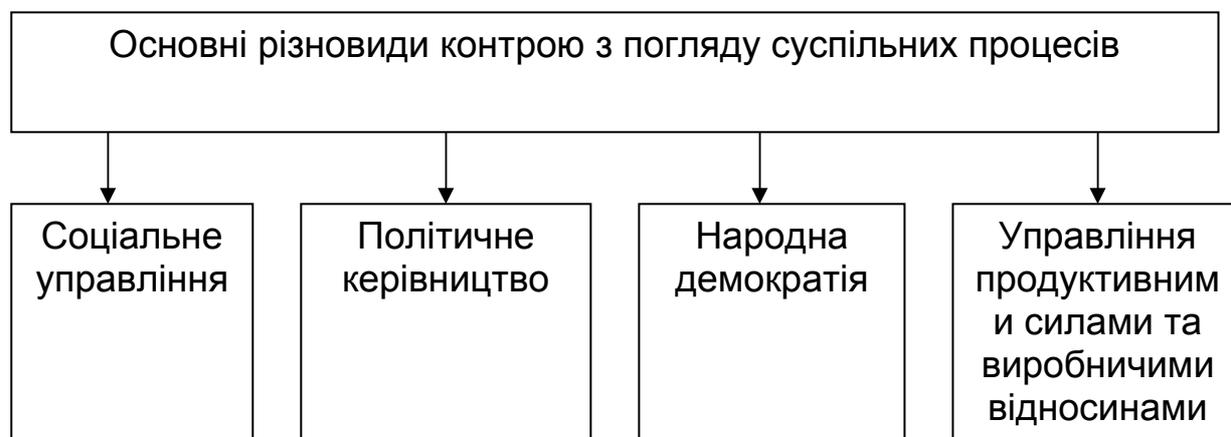 Основні різновиди контрою з погляду суспільних процесів
Соціальне
управління
Політичне
керівництво
Народна
демократія
Управління
продуктивним
и силами та
виробничими
відносинами